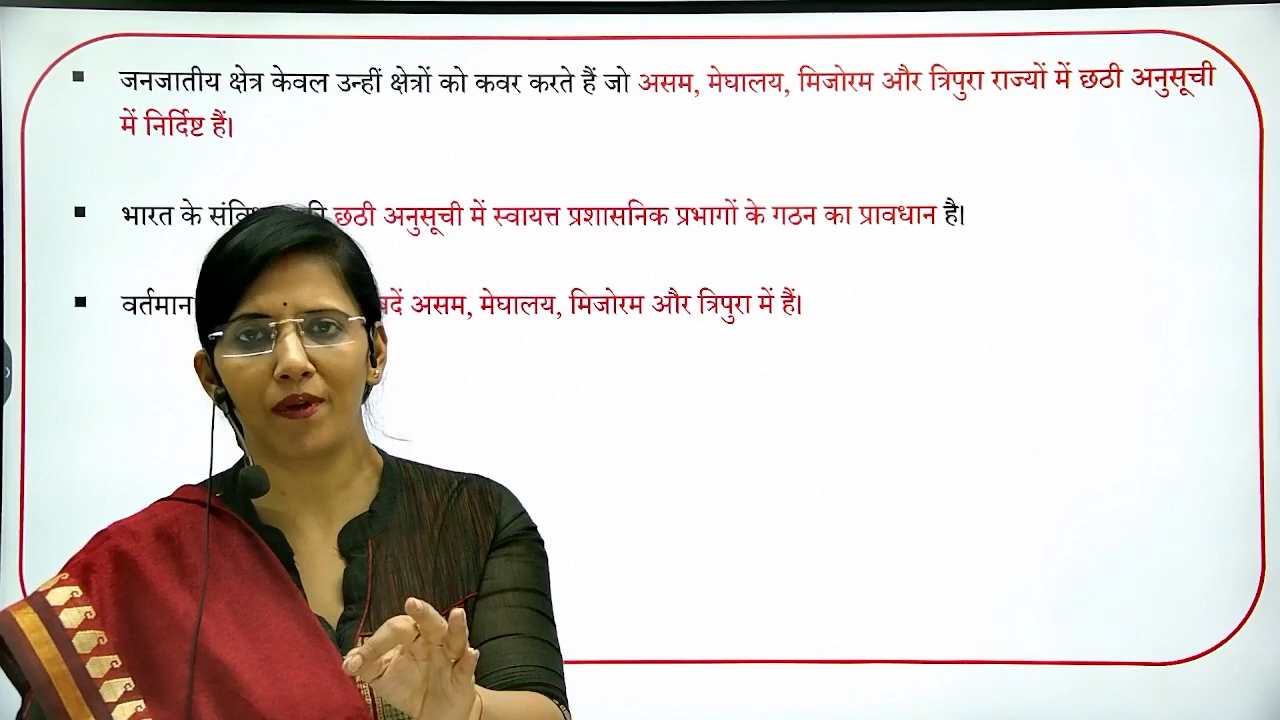 जनजातीय क्षेत्र केवल उन्हीं क्षेत्रों को कवर करते हैं जो असम, मेघालय, मिजोरम और त्रिपुरा राज्यों में छठी अनुसूची
में निर्दिष्ट हैं।
भारत के छठी अनुसूची में स्वायत्त प्रशासनिक प्रभागों के गठन का प्रावधान है।
वर्तमान असम, मेघालय, मिजोरम और त्रिपुरा में हैं।